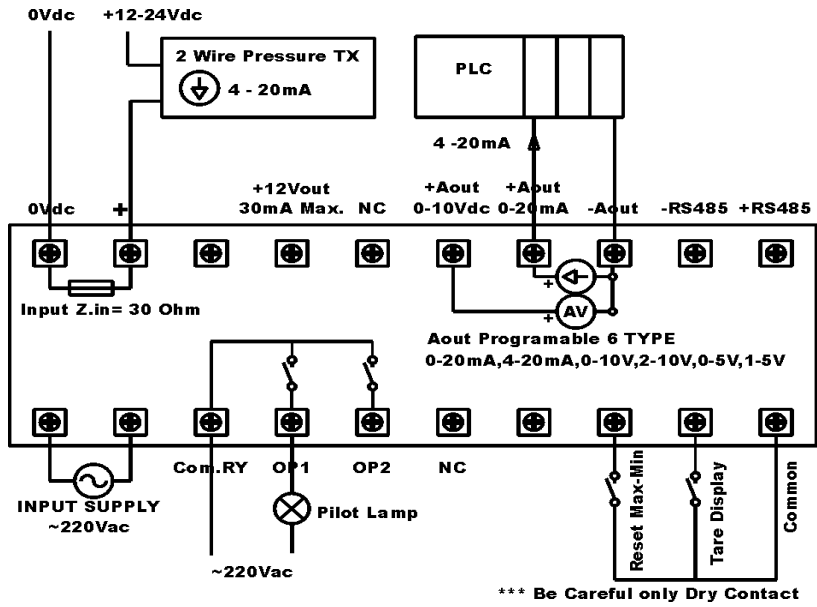 0Vdc
+12-24Vdc
2 Wire Pressure TX
4 - 20mA
PLC
4 -20mA
0Vdc
+
+12Vout
30mA Max.
NC
+Aout
0-10Vdc
+Aout
0-20mA
-Aout
-RS485
+RS485
Input Z.in= 30 Ohm
+
+
AV
Aout Programable 6 TYPE
0-20mA,4-20mA,0-10V,2-10V,0-5V,1-5V
Com.RY
OP1
OP2
NC
INPUT SUPPLY
~220Vac
Pilot Lamp
~220Vac
Reset Max-Min
Tare Display
Common
*** Be Careful only Dry Contact